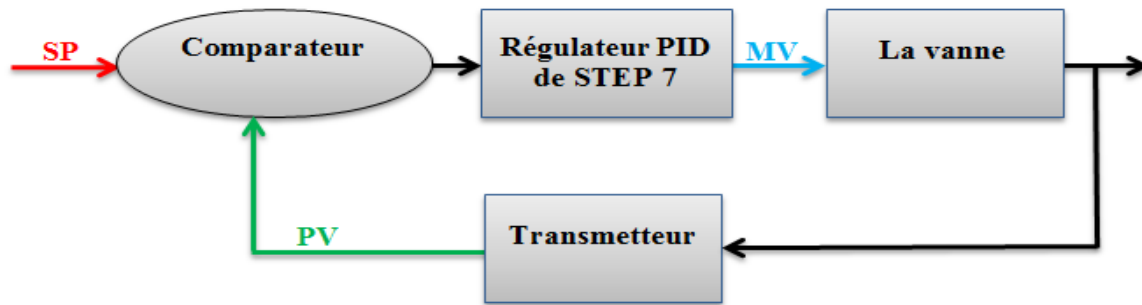 SP
Comparateur
Régulateur PID
de STEP 7
MV
La vanne
PV
Transmetteur